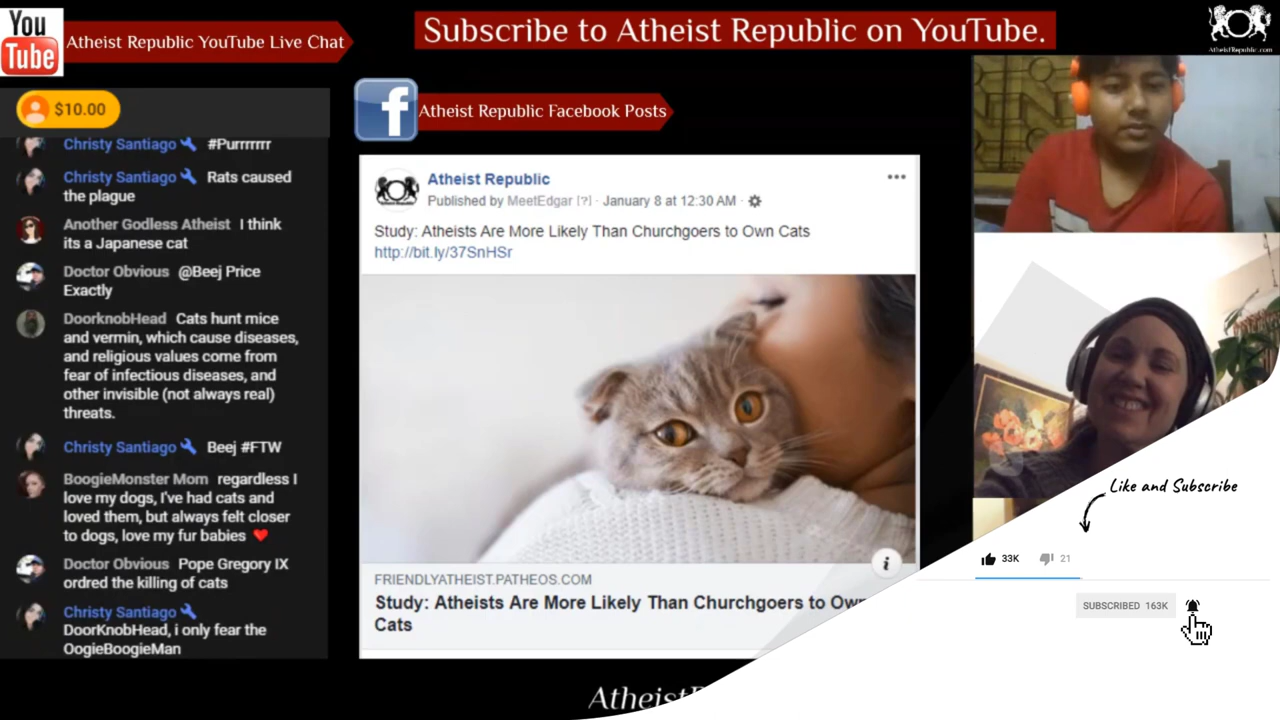 You
Tube
Atheist Republic YouTube Live Chat
Subscribe to Atheist Republic on YouTube.
AtheistRepublic.com
$10.00
Christy Santiago #Purrrrrrr
Christy Santiago Rats caused
the plague
Another Godless Atheist I think
its a Japanese cat
Doctor Obvious @Beej Price
Exactly
DoorknobHead Cats hunt mice
and vermin, which cause diseases,
and religious values come from
fear of infectious diseases, and
other invisible (not always real)
threats.
Christy Santiago Beej #FTW
BoogieMonster Mom regardless I
love my dogs, I've had cats and
loved them, but always felt closer
to dogs, love my fur babies
Doctor Obvious Pope Gregory IX
ordred the killing of cats
Christy Santiago
DoorKnobHead, i only fear the
OogieBoogieMan
f
Atheist Republic Facebook Posts
Atheist Republic
Published by MeetEdgar [?] · January 8 at 12:30 AM ·
Study: Atheists Are More Likely Than Churchgoers to Own Cats
http://bit.ly/37SnHSr
i
FRIENDLYATHEIST.PATHEOS.COM
Study: Atheists Are More Likely Than Churchgoers to Own
Cats
Like and Subscribe
33K 21
SUBSCRIBED 163K